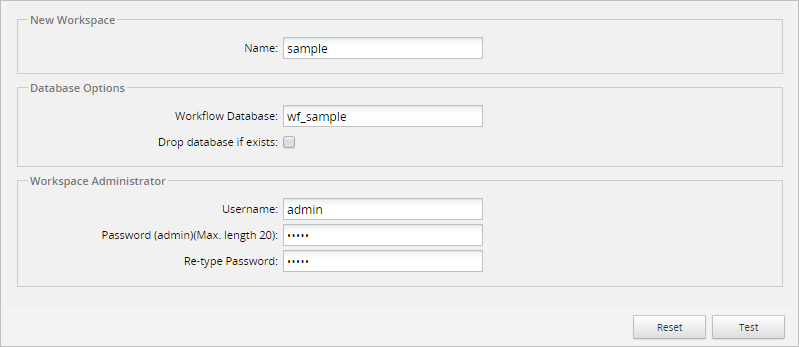 New Workspace
Name: sample
Database Options
Workflow Database: wf_sample
Drop database if exists:
Workspace Administrator
Username: admin
Password (admin)(Max. length 20): •••••
Re-type Password: •••••
Reset Test